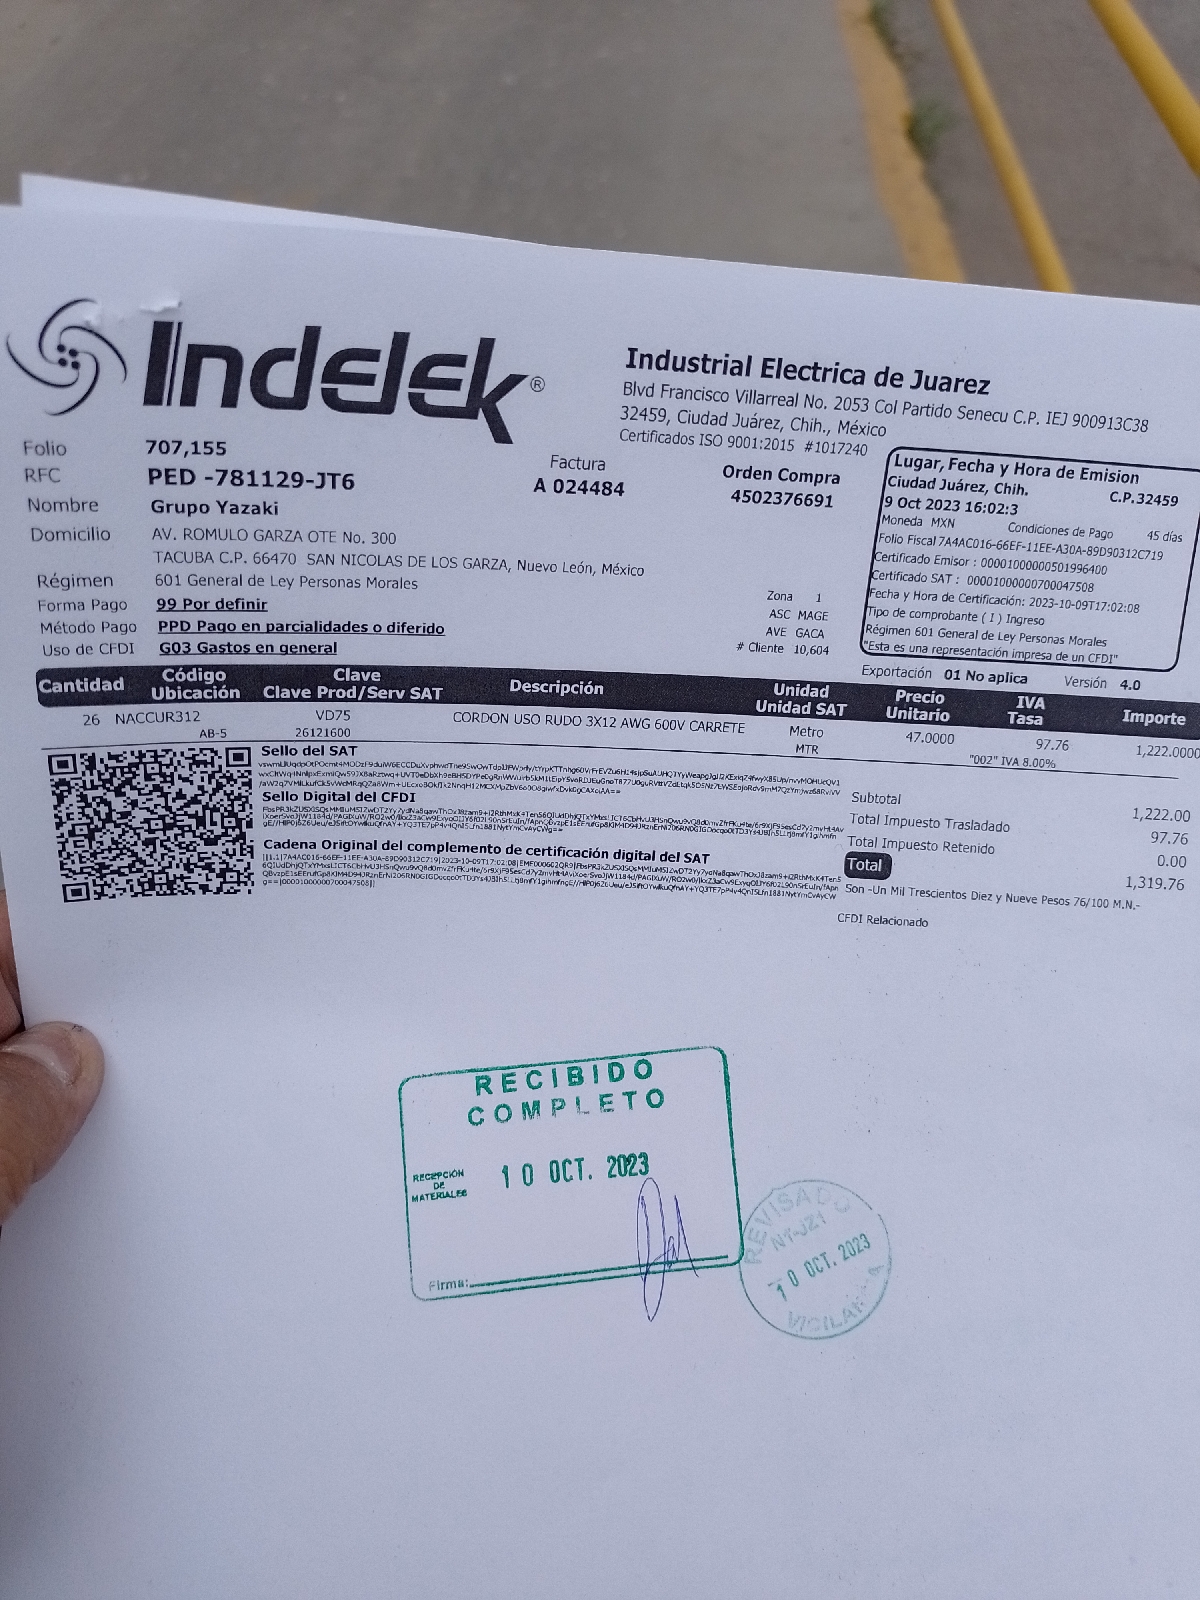 Indelek®
Industrial Electrica de Juarez
Blvd Francisco Villarreal No. 2053 Col Partido Senecu C.P. IEJ 900913C38
32459, Ciudad Juárez, Chih., México
Certificados ISO 9001:2015 #1017240
Folio 707,155
RFC PED -781129-JT6
Nombre Grupo Yazaki
Domicilio AV. ROMULO GARZA OTE No. 300
TACUBA C.P. 66470 SAN NICOLAS DE LOS GARZA, Nuevo León, México
Régimen 601 General de Ley Personas Morales
Forma Pago 99 Por definir
Método Pago PPD Pago en parcialidades o diferido
Uso de CFDI G03 Gastos en general
Factura
A 024484
Orden Compra
4502376691
Zona 1
ASC MAGE
AVE GACA
# Cliente 10,604
Lugar, Fecha y Hora de Emision
Ciudad Juárez, Chih. C.P.32459
9 Oct 2023 16:02:3
Moneda MXN Condiciones de Pago 45 días
Folio Fiscal 7A4AC016-66EF-11EE-A30A-89D90312C719
Certificado Emisor : 00001000000501996400
Certificado SAT : 00001000000700047508
Fecha y Hora de Certificación: 2023-10-09T17:02:08
Tipo de comprobante ( I ) Ingreso
Régimen 601 General de Ley Personas Morales
"Esta es una representación impresa de un CFDI"
Exportación 01 No aplica Versión 4.0
Cantidad Código Ubicación Clave Clave Prod/Serv SAT Descripción Unidad Unidad SAT Precio Unitario IVA Tasa Importe
26 NACCUR312 VD75 CORDON USO RUDO 3X12 AWG 600V CARRETE Metro 47.0000 97.76 1,222.0000
AB-5 26121600 MTR "002" IVA 8.00%
Sello del SAT
Sello Digital del CFDI
Cadena Original del complemento de certificación digital del SAT
Subtotal 1,222.00
Total Impuesto Trasladado 97.76
Total Impuesto Retenido 0.00
Total 1,319.76
Son -Un Mil Trescientos Diez y Nueve Pesos 76/100 M.N.-
CFDI Relacionado
RECIBIDO
COMPLETO
RECEPCIÓN
DE
MATERIALES
10 OCT. 2023
Firma:
REVISADO
N1-JZ1
10 OCT. 2023